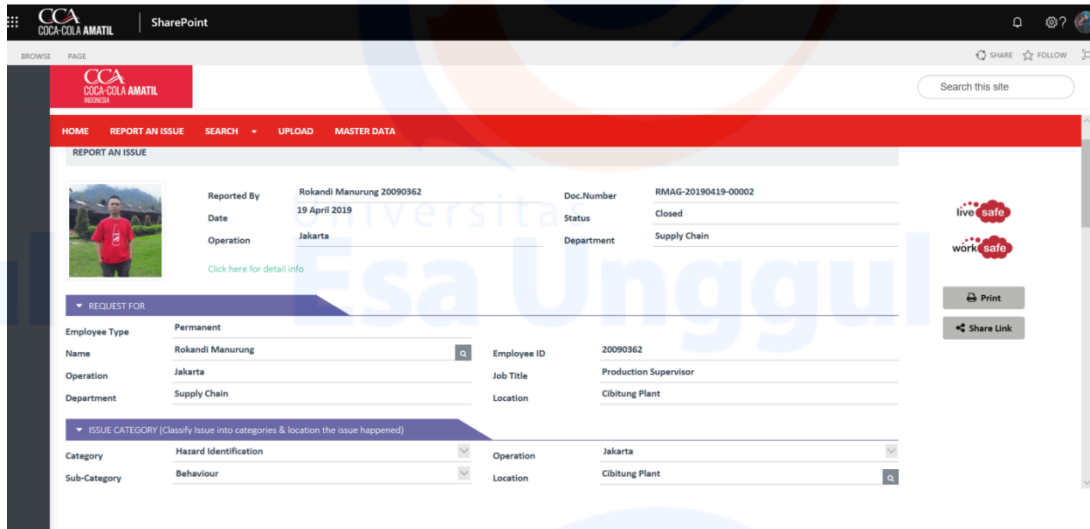 CCA
COCA-COLA AMATIL
SharePoint
?
BROWSE PAGE
SHARE FOLLOW
CCA
COCA-COLA AMATIL
INDONESIA
Search this site
HOME REPORT AN ISSUE SEARCH UPLOAD MASTER DATA
REPORT AN ISSUE
Reported By Rokandi Manurung 20090362 Doc.Number RMAG-20190419-00002
Date 19 April 2019 Status Closed
Operation Jakarta Department Supply Chain
Click here for detail info
live safe
work safe
Print
Share Link
Universitas
Esa Unggul
ul
REQUEST FOR
Employee Type Permanent
Name Rokandi Manurung Employee ID 20090362
Operation Jakarta Job Title Production Supervisor
Department Supply Chain Location Cibitung Plant
ISSUE CATEGORY (Classify Issue into categories & location the issue happened)
Category Hazard Identification Operation Jakarta
Sub-Category Behaviour Location Cibitung Plant